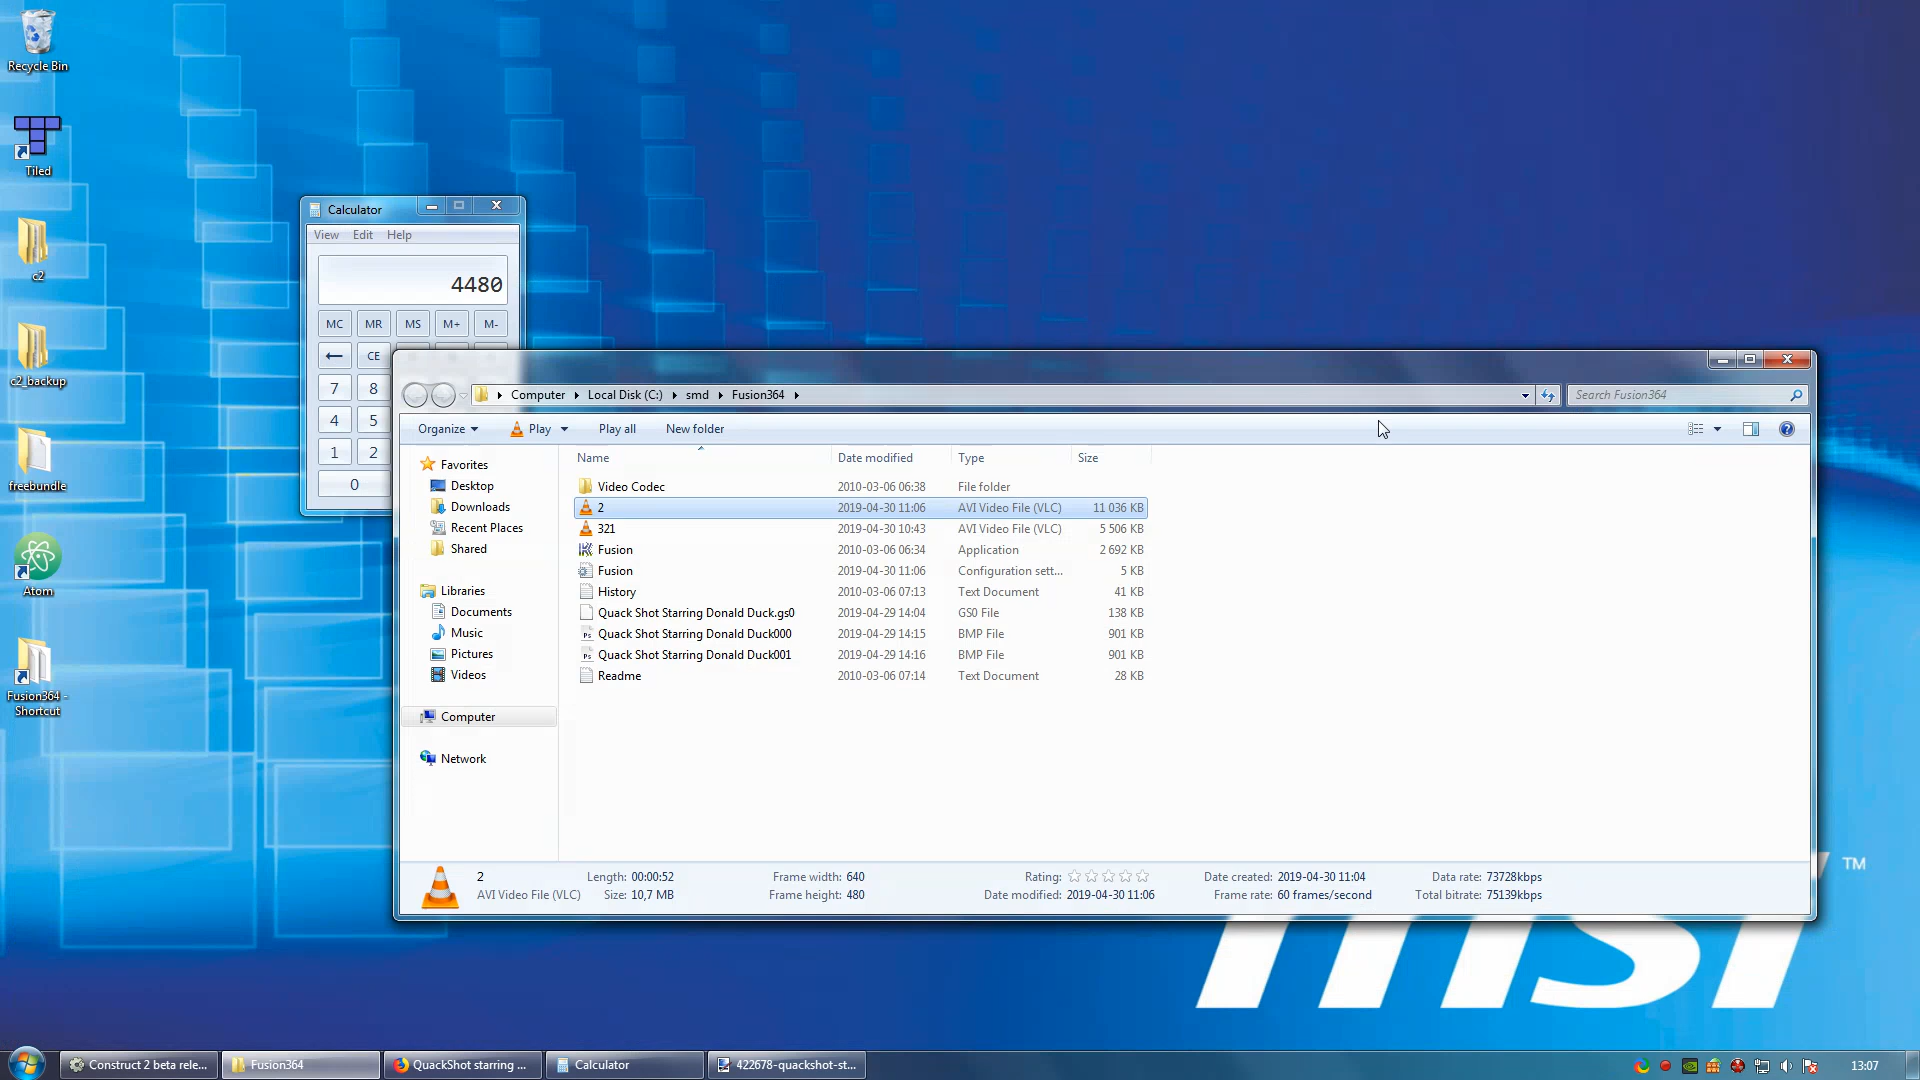 Recycle Bin
Tiled
c2
c2_backup
freebundle
Atom
Fusion364 -
Shortcut
Calculator
View Edit Help
4480
MC MR MS M+ M-
← CE
7 8
4 5
1 2
0
Computer Local Disk (C:) smd Fusion364
Search Fusion364
Organize Play Play all New folder
Name Date modified Type Size
Favorites
Desktop
Downloads
Recent Places
Shared
Libraries
Documents
Music
Pictures
Videos
Computer
Network
Video Codec 2010-03-06 06:38 File folder
2 2019-04-30 11:06 AVI Video File (VLC) 11 036 KB
321 2019-04-30 10:43 AVI Video File (VLC) 5 506 KB
Fusion 2010-03-06 06:34 Application 2 692 KB
Fusion 2019-04-30 11:06 Configuration sett... 5 KB
History 2010-03-06 07:13 Text Document 41 KB
Quack Shot Starring Donald Duck.gs0 2019-04-29 14:04 GS0 File 138 KB
Quack Shot Starring Donald Duck000 2019-04-29 14:15 BMP File 901 KB
Quack Shot Starring Donald Duck001 2019-04-29 14:16 BMP File 901 KB
Readme 2010-03-06 07:14 Text Document 28 KB
2 Length: 00:00:52 Frame width: 640 Rating: Date created: 2019-04-30 11:04 Data rate: 73728kbps
AVI Video File (VLC) Size: 10,7 MB Frame height: 480 Date modified: 2019-04-30 11:06 Frame rate: 60 frames/second Total bitrate: 75139kbps
TM
msi
Construct 2 beta rele... Fusion364 QuackShot starring ... Calculator 422678-quackshot-st... 13:07